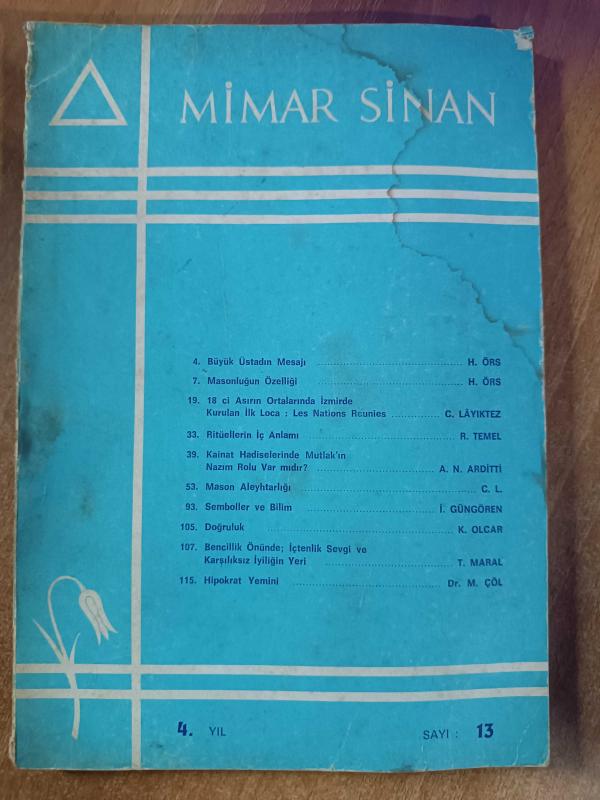 MİMAR SİNAN
4. Büyük Üstadın Mesajı ........ H. ÖRS
7. Masonluğun Özelliği ........ H. ÖRS
19. 18 ci Asırın Ortalarında İzmirde
Kurulan İlk Loca : Les Nations Reunies ........ C. LÂYIKTEZ
33. Ritüellerin İç Anlamı ........ R. TEMEL
39. Kainat Hadiselerinde Mutlak'ın
Nazım Rolu Var mıdır? ........ A. N. ARDİTTİ
53. Mason Aleyhtarlığı ........ C. L.
93. Semboller ve Bilim ........ İ. GÜNGÖREN
105. Doğruluk ........ K. OLCAR
107. Bencillik Önünde; İçtenlik Sevgi ve
Karşılıksız İyiliğin Yeri ........ T. MARAL
115. Hipokrat Yemini ........ Dr. M. ÇÖL
4. YIL SAYI : 13